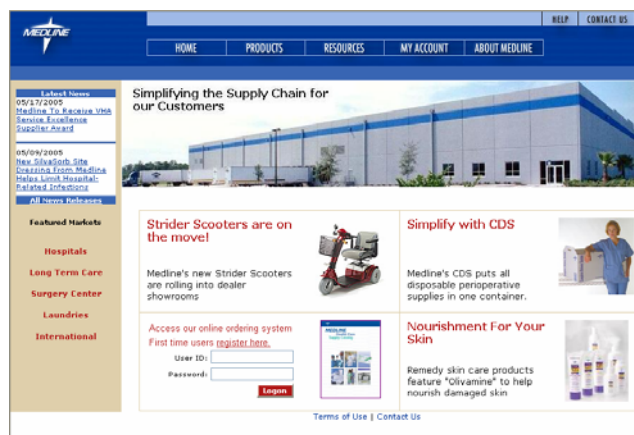 HELP CONTACT US
MEDLINE
HOME PRODUCTS RESOURCES MY ACCOUNT ABOUT MEDLINE
Latest News
05/17/2005
Medline To Receive VHA
Service Excellence
Supplier Award
05/09/2005
New SilvaSorb Site
Dressing From Medline
Helps Limit Hospital-
Related Infections
All News Releases
Featured Markets
Hospitals
Long Term Care
Surgery Center
Laundries
International
Simplifying the Supply Chain for
our Customers
Strider Scooters are on
the move!
Medline's new Strider Scooters
are rolling into dealer
showrooms
Simplify with CDS
Medline's CDS puts all
disposable perioperative
supplies in one container.
Access our online ordering system
First time users register here.
User ID:
Password:
Logon
MEDLINE
Nourishment For Your
Skin
Remedy skin care products
feature "Olivamine" to help
nourish damaged skin
Terms of Use | Contact Us